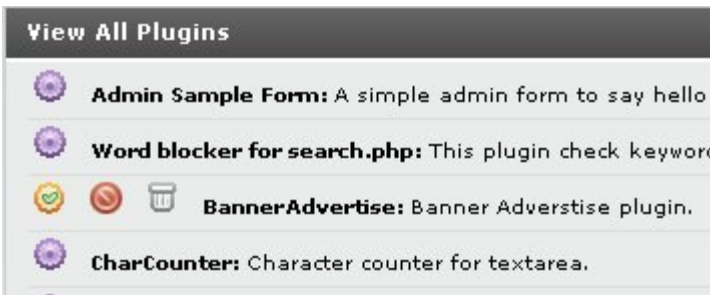 View All Plugins
Admin Sample Form: A simple admin form to say hello
Word blocker for search.php: This plugin check
BannerAdvertise: Banner Adverstise plugin.
CharCounter: Character counter for textarea.